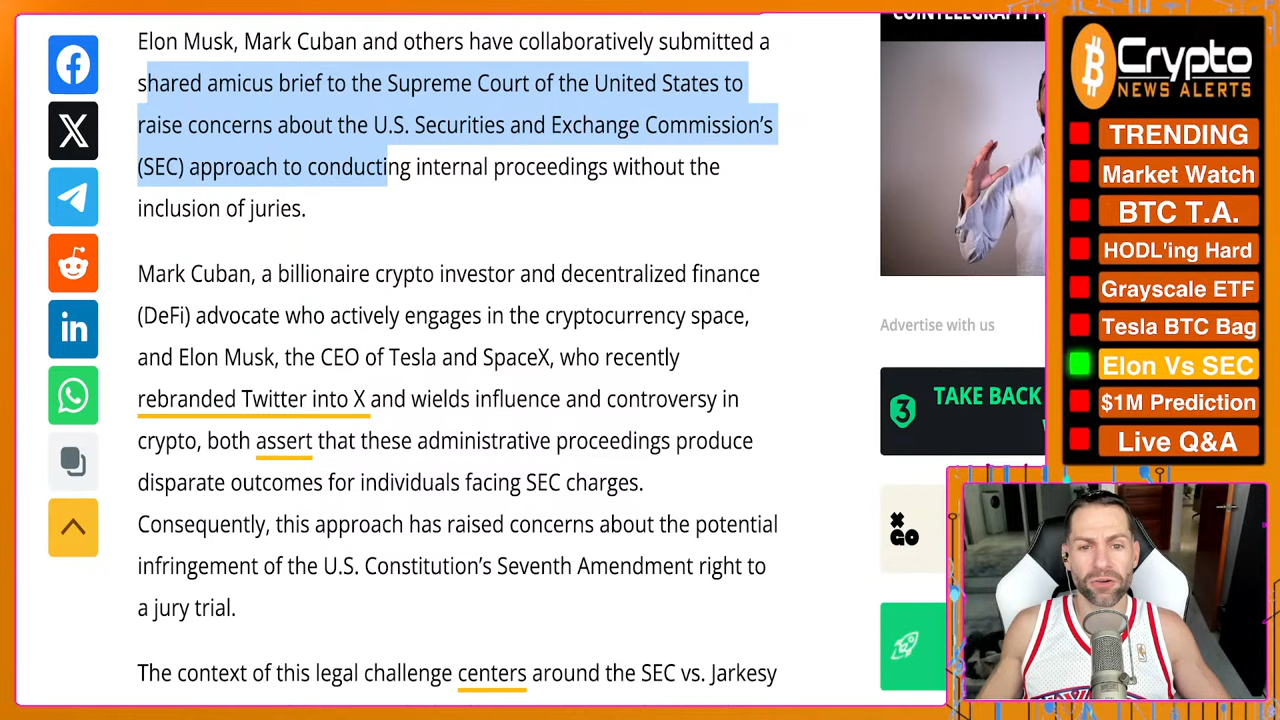 Elon Musk, Mark Cuban and others have collaboratively submitted a
shared amicus brief to the Supreme Court of the United States to
raise concerns about the U.S. Securities and Exchange Commission’s
(SEC) approach to conducting internal proceedings without the
inclusion of juries.
Mark Cuban, a billionaire crypto investor and decentralized finance
(DeFi) advocate who actively engages in the cryptocurrency space,
and Elon Musk, the CEO of Tesla and SpaceX, who recently
rebranded Twitter into X and wields influence and controversy in
crypto, both assert that these administrative proceedings produce
disparate outcomes for individuals facing SEC charges.
Consequently, this approach has raised concerns about the potential
infringement of the U.S. Constitution’s Seventh Amendment right to
a jury trial.
The context of this legal challenge centers around the SEC vs. Jarkesy
Advertise with us
TAKE BACK
GO
Crypto
NEWS ALERTS
TRENDING
Market Watch
BTC T.A.
HODL'ing Hard
Grayscale ETF
Tesla BTC Bag
Elon Vs SEC
$1M Prediction
Live Q&A